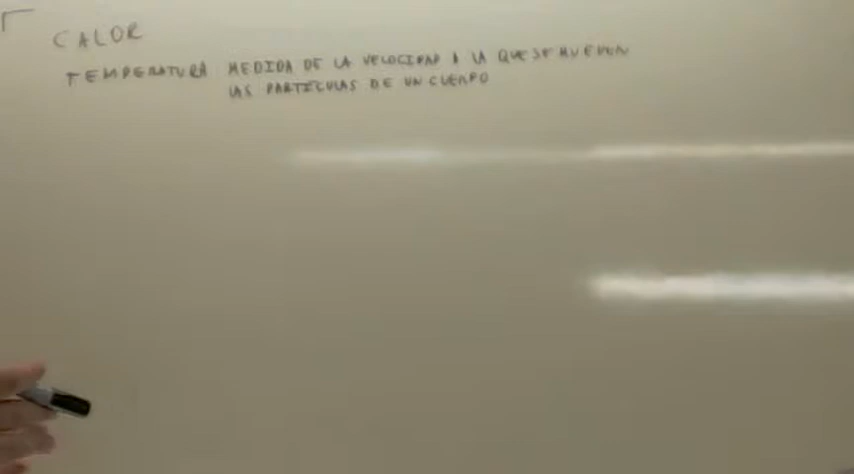 CALOR
TEMPERATURA MEDIDA DE LA VELOCIDAD A LA QUE SE MUEVEN
LAS PARTICULAS DE UN CUERPO